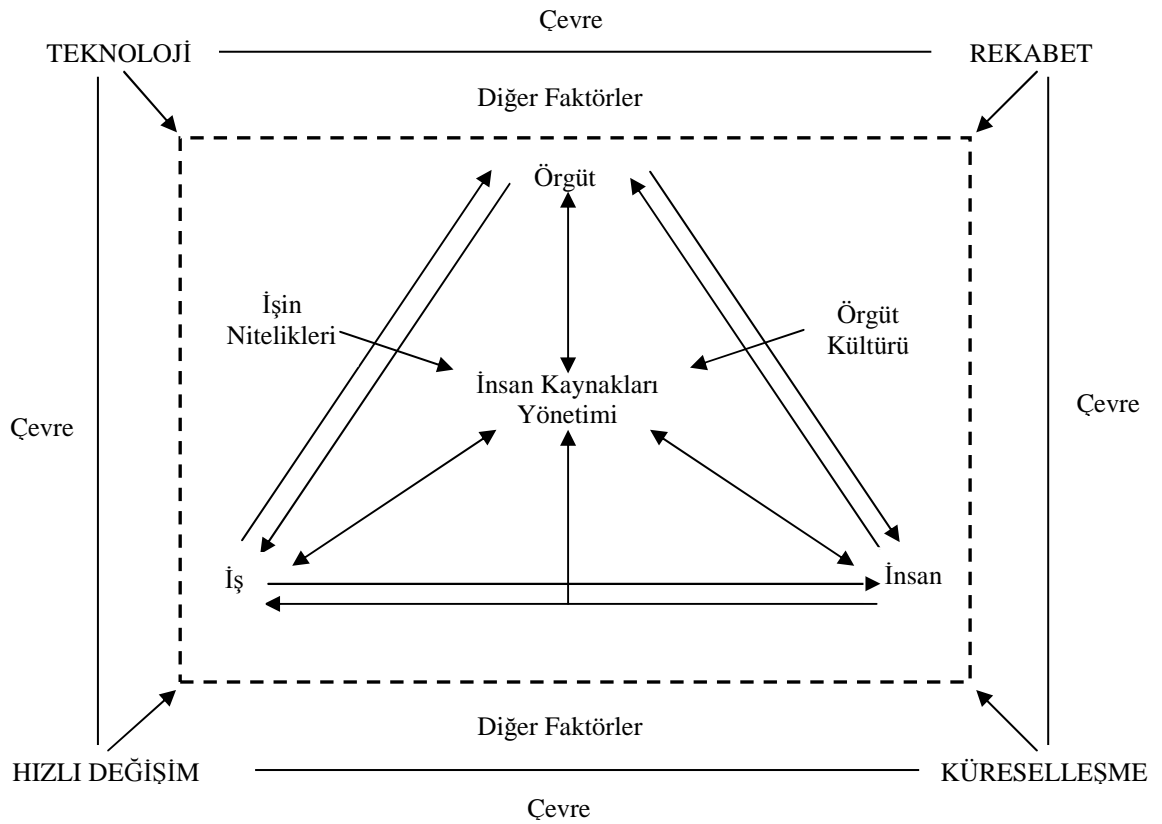 Çevre
TEKNOLOJİ
REKABET
Diğer Faktörler
Örgüt
İşin
Nitelikleri
Örgüt
Kültürü
İnsan Kaynakları
Yönetimi
Çevre
Çevre
İş
İnsan
Diğer Faktörler
HIZLI DEĞİŞİM
KÜRESELLEŞME
Çevre